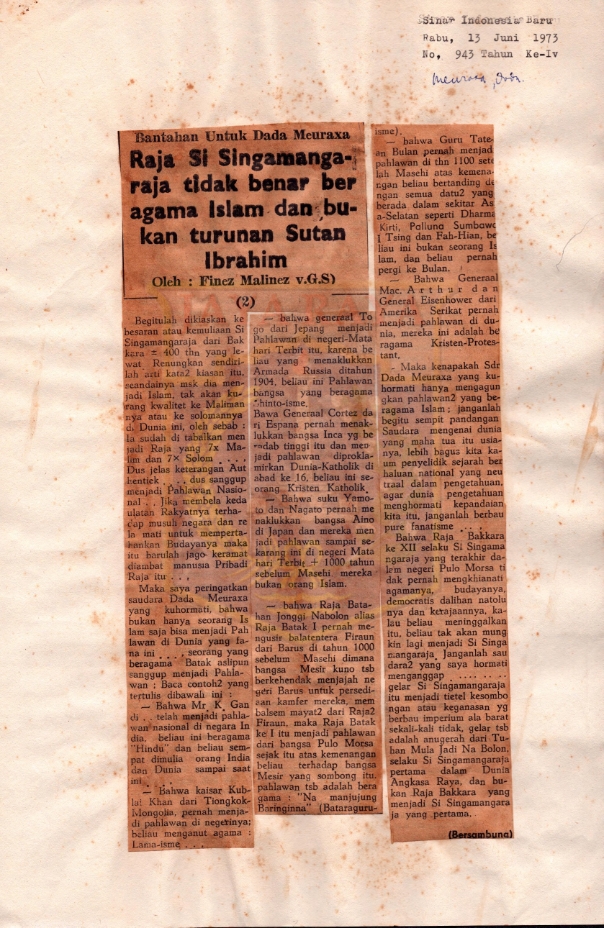 Sinar Indonesia Baru
Rabu, 13 Juni 1973
No, 943 Tahun Ke-Iv
Meuraxa, Dada.
Bantahan Untuk Dada Meuraxa
Raja Si Singamanga-
raja tidak benar ber
agama Islam dan bu-
kan turunan Sutan
Ibrahim
Oleh : Finez Malinez v.G.S)
(2)
Begitulah dikiaskan ke
besaran atau kemuliaan Si
Singamangaraja dari Bak
kara ± 400 thn yang le-
wat Renungkan sendiri-
lah arti kata2 kiasan itu,
seandainya msk dia men-
jadi Islam, tak akan ku-
rang kwalitet ke Maliman
nya atau ke solomannya
di Dunia ini, oleh sebab :
Ia sudah di tabalkan men
jadi Raja yang 7x Ma-
lim dan 7x Solom . . . .
Dus jelas keterangan Aut
hentiek . . . . dus sanggup
menjadi Pahlawan Nasio-
nal . . Jika membela keda
ulatan Rakyatnya terha-
dap musuh negara dan re
la mati untuk memperta-
hankan Budayanya maka
itu barulah jago keramat
diambat manusia Pribadi
Raja itu . . .
Maka saya peringatkan
saudara Dada Meuraxa
yang kuhormati, bahwa
bukan hanya seorang Is
lam saja bisa menjadi Pah
lawan di Dunia yang fa-
na ini . . . . seorang yang
beragama Batak aslipun
sanggup menjadi Pahla-
wan : Baca contoh2 yang
tertulis dibawah ini :
— Bahwa Mr. K. Gan
di . . telah menjadi pahla-
wan nasional di negara In
dia. beliau ini beragama
"Hindu" dan beliau sem-
pat dimulia orang India
dan Dunia sampai saat
ini.
— Bahwa kaisar Kub-
lai Khan dari Tiongkok-
Mongolia, pernah menja-
di pahlawan di negerinya;
beliau menganut agama :
Lama-isme . . . .
— bahwa generaal To
go dari Jepang menjadi
Pahlawan di negeri-Mata
hari Terbit itu, karena be
liau yang menaklukkan
Armada Russia ditahun
1904, beliau ini Pahlawan
bangsa yang beragama
Shinto-isme.
Bawa Generaal Cortez da
ri Espana pernah menak-
lukkan bangsa Inca yg be
radab tinggi itu dan men
jadi pahlawan diprokla-
mirkan Dunia-Katholik di
abad ke 16, beliau ini se-
orang Kristen Katholik.
— Bahwa suku Yamo-
to dan Nagato pernah me
naklukkan bangsa Aino
di Japan dan mereka men
jadi pahlawan sampai se-
karang di negeri Mata
hari Terbit + 1000 tahun
sebelum Masehi mereka
bukan orang Islam.
— bahwa Raja Bata-
han Jonggi Nabolon alias
Raja Batak I pernah me-
ngusir balatentera Firaun
dari Barus di tahun 1000
sebelum Masehi dimana
bangsa Mesir kuno tsb
berkehendak menjajah ne
geri Barus untuk persedi-
aan kamfer mereka, mem
balsem mayat2 dari Raja2
Firaun, maka Raja Batak
ke I itu menjadi pahlawan
dari bangsa Pulo Morsa
sejak itu atas kemenangan
beliau terhadap bangsa
Mesir yang sombong itu.
pahlawan tsb adalah bera
gama : "Na manjujung
Baringinna" (Bataraguru-
isme).
— bahwa Guru Tate-
an Bulan pernah menjadi
pahlawan di thn 1100 sete
lah Masehi atas kemena-
ngan beliau bertanding de
ngan semua datu2 yang
berada dalam sekitar As
a-Selatan seperti Dharma
Kirti, Paliuna Sumbawa
I Tsing dan Fah-Hian, be
liau ini bukan seorang Is
lam, dan beliau pernah
pergi ke Bulan.
— Bahwa Generaal
Mac. Arthur dan
General Eisenhower dari
Amerika Serikat pernah
menjadi pahlawan di du-
nia, mereka ini adalah be
ragama Kristen-Protes-
tant.
— Maka kenapakah Sdr
Dada Meuraxa yang ku-
hormati hanya mengagun
gkan pahlawan2 yang be-
ragama Islam ; janganlah
begitu sempit pandangan
Saudara mengenai dunia
yang maha tua itu usia-
nya, lebih bagus kita ka-
um penyelidik sejarah ber
haluan national yang neu
traal dalam pengetahuan,
agar dunia pengetahuan
menghormati kepandaian
kita itu, janganlah berbau
pure fanatisme . . . .
Bahwa Raja Bakkara
ke XII selaku Si Singama
ngaraja yang terakhir da-
lem negeri Pulo Morsa ti
dak pernah mengkhianati
agamanya, budayanya,
democratis dalihan natolu
nya dan kerajaannya, ka-
lau beliau meninggalkan
itu, beliau tak akan mung
kin lagi menjadi Si Singa
mangaraja, Janganlah sau
dara2 yang saya hormati
menganggap . . . . . .
gelar Si Singamangaraja
itu menjadi tietel kesombo
ngan atau keganasan yg
berbau imperium ala barat
sekali-kali tidak, gelar tsb
adalah anugerah dari Tu-
han Mula Jadi Na Bolon,
selaku Si Singamangaraja
pertama dalam Dunia
Angkasa Raya, dan bu-
kan Raja Bakkara yang
menjadi Si Singamangara
ja yang pertama. .
(Bersambung)